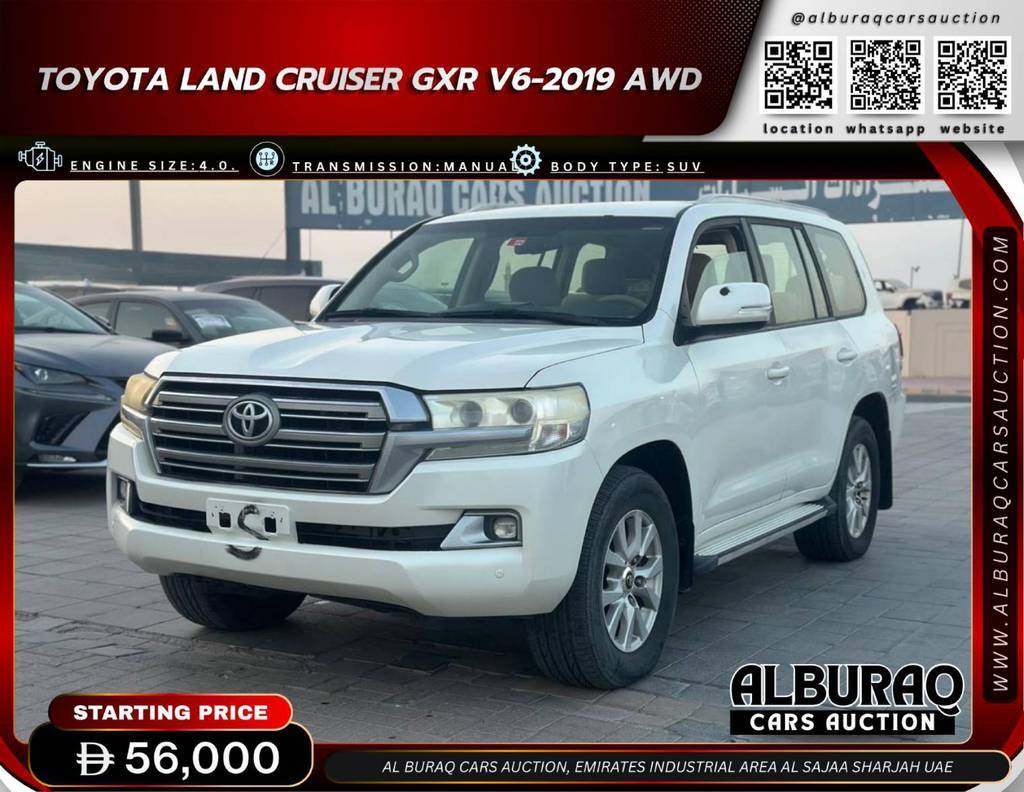 @alburaqcarsauction
TOYOTA LAND CRUISER GXR V6-2019 AWD
location whatsapp website
ENGINE SIZE:4.0.
TRANSMISSION:MANUAL
BODY TYPE: SUV
AL BURAQ CARS AUCTION
WWW.ALBURAQCARSAUCTION.COM
ALBURAQ
CARS AUCTION
STARTING PRICE
56,000
AL BURAQ CARS AUCTION, EMIRATES INDUSTRIAL AREA AL SAJAA SHARJAH UAE